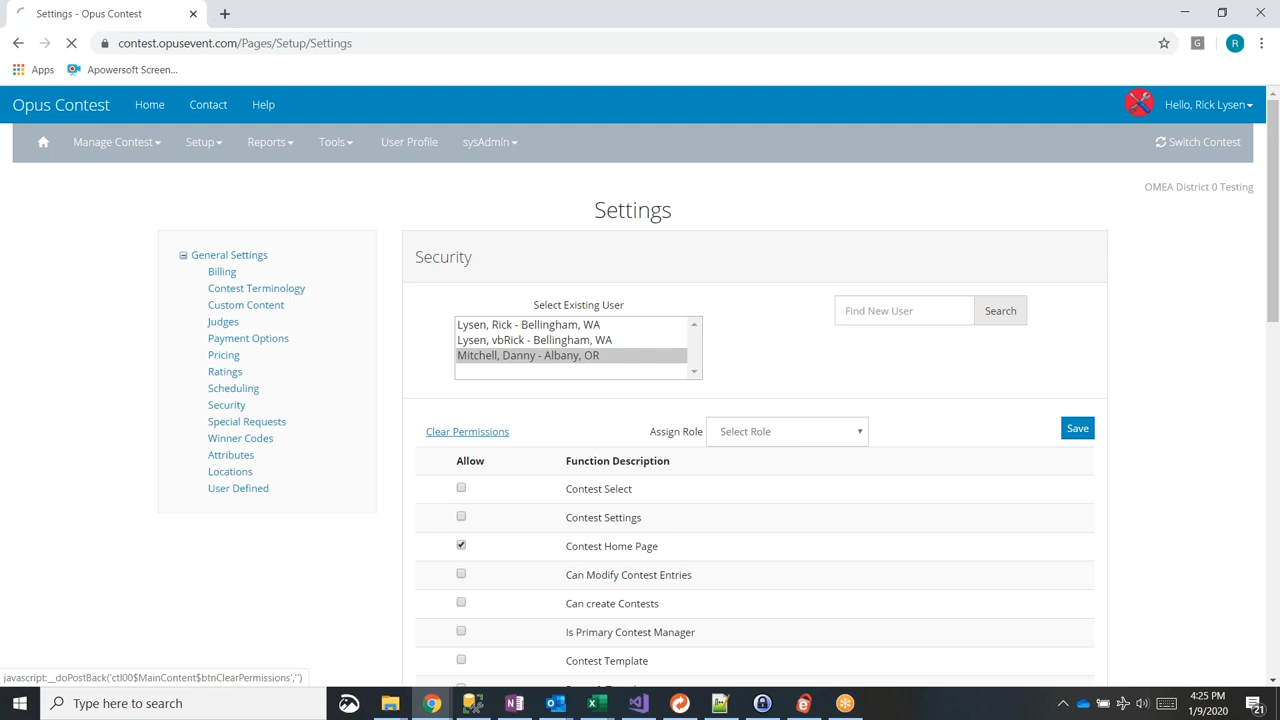 Settings - Opus Contest
contest.opusevent.com/Pages/Setup/Settings
G
R
Apps
Apowersoft Screen...
Opus Contest
Home
Contact
Help
Hello, Rick Lysen
Manage Contest
Setup
Reports
Tools
User Profile
sysAdmin
Switch Contest
OMEA District 0 Testing
Settings
General Settings
Billing
Contest Terminology
Custom Content
Judges
Payment Options
Pricing
Ratings
Scheduling
Security
Special Requests
Winner Codes
Attributes
Locations
User Defined
Security
Select Existing User
Lysen, Rick - Bellingham, WA
Lysen, vbRick - Bellingham, WA
Mitchell, Danny - Albany, OR
Find New User
Search
Clear Permissions
Assign Role
Select Role
Save
Allow
Function Description
Contest Select
Contest Settings
Contest Home Page
Can Modify Contest Entries
Can create Contests
Is Primary Contest Manager
Contest Template
javascript:__doPostBack('ctl00$MainContent$btnClearPermissions','')
Type here to search
4:25 PM
1/9/2020
21